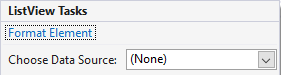 ListView Tasks
Format Element
Choose Data Source: (None)